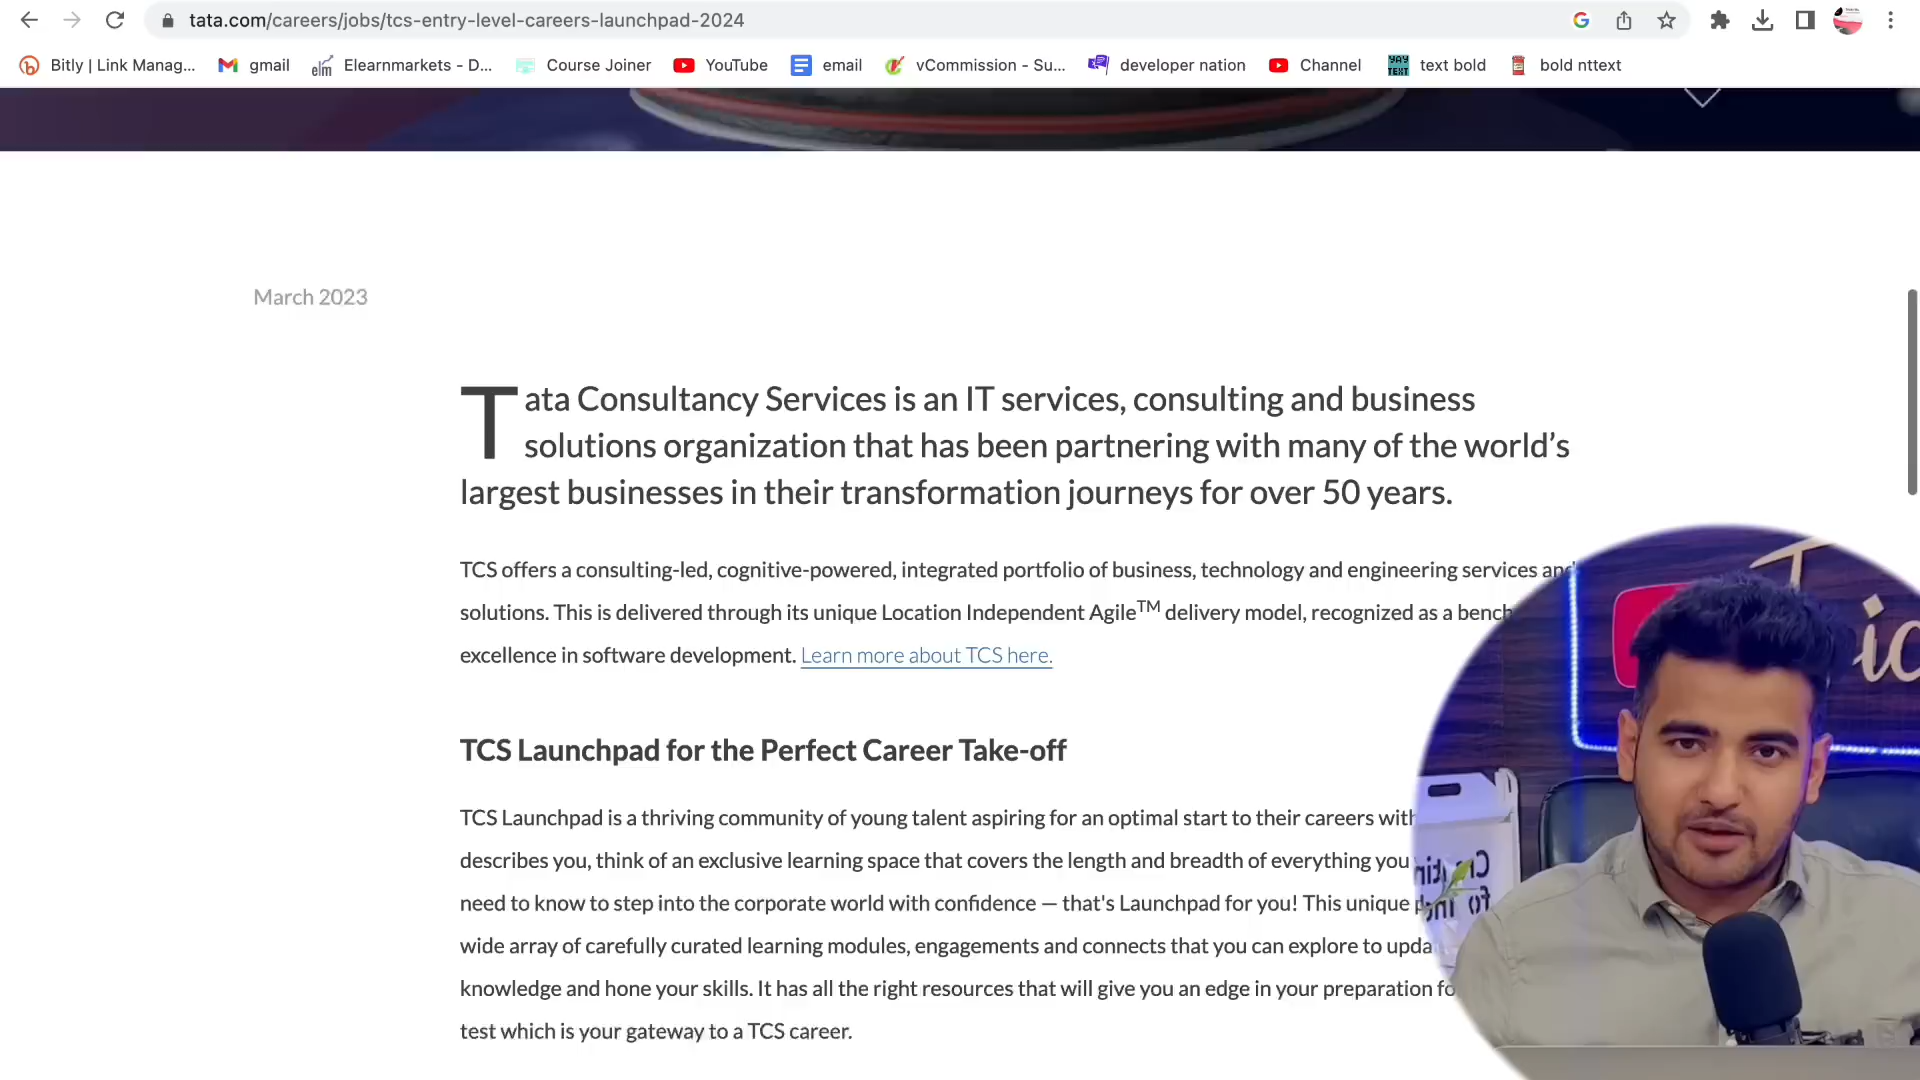 tata.com/careers/jobs/tcs-entry-level-careers-launchpad-2024
Bitly | Link Manag... gmail Elearnmarkets - D... Course Joiner YouTube email vCommission - Su... developer nation Channel YAY TEXT text bold bold nttext
March 2023
Tata Consultancy Services is an IT services, consulting and business
solutions organization that has been partnering with many of the world’s
largest businesses in their transformation journeys for over 50 years.
TCS offers a consulting-led, cognitive-powered, integrated portfolio of business, technology and engineering services and
solutions. This is delivered through its unique Location Independent Agile™ delivery model, recognized as a
excellence in software development. Learn more about TCS here.
TCS Launchpad for the Perfect Career Take-off
TCS Launchpad is a thriving community of young talent aspiring for an optimal start to their careers with
describes you, think of an exclusive learning space that covers the length and breadth of everything you
need to know to step into the corporate world with confidence — that's Launchpad for you! This unique
wide array of carefully curated learning modules, engagements and connects that you can explore to
knowledge and hone your skills. It has all the right resources that will give you an edge in your preparation
test which is your gateway to a TCS career.